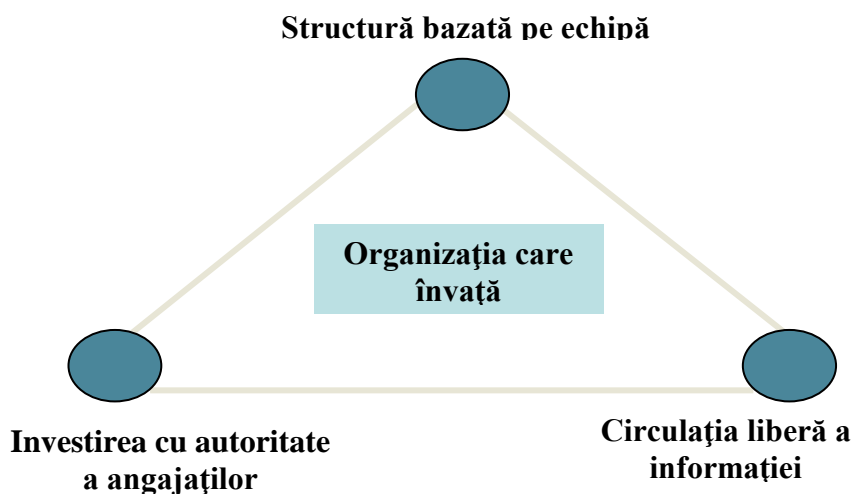 Structură bazată pe echipă
Organizaţia care
învaţă
Investirea cu autoritate
a angajaţilor
Circulaţia liberă a
informaţiei